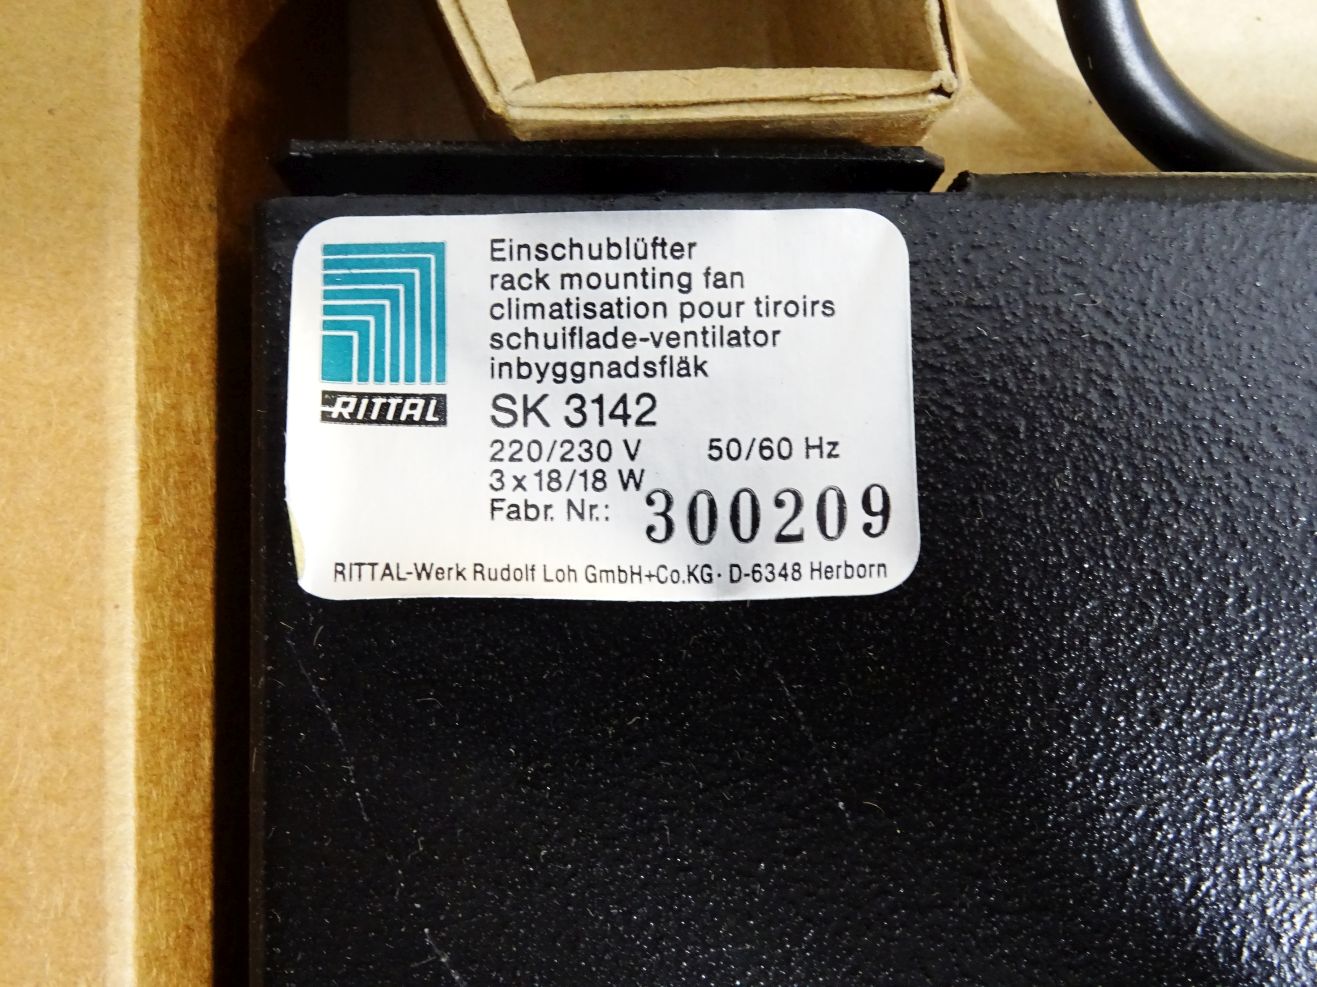 Einschublüfter
rack mounting fan
climatisation pour tiroirs
schuiflade-ventilator
inbyggnadsfläk
RITTAL
SK 3142
220/230 V 50/60 Hz
3 x 18/18 W
Fabr. Nr.: 300209
RITTAL-Werk Rudolf Loh GmbH+Co.KG · D-6348 Herborn